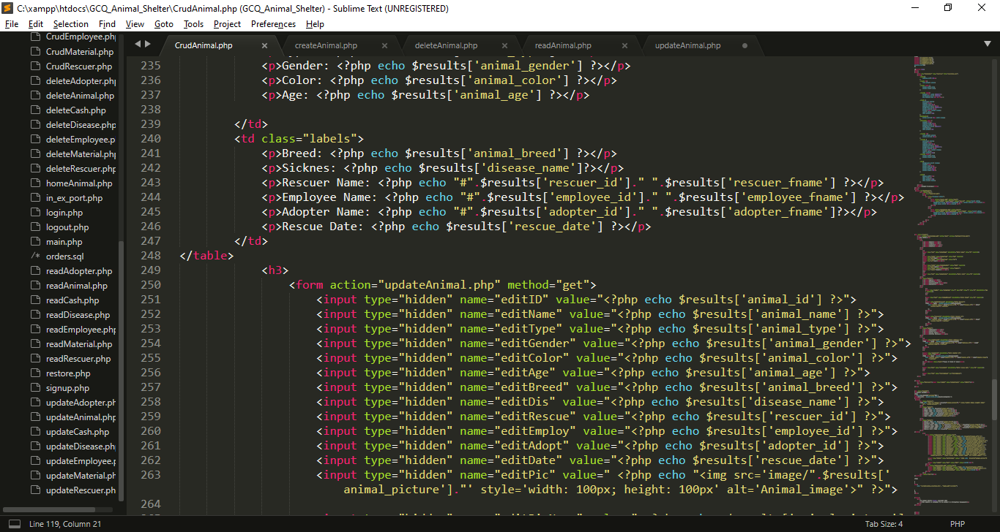 C:\xampp\htdocs\GCQ_Animal_Shelter\CrudAnimal.php (GCQ_Animal_Shelter) - Sublime Text (UNREGISTERED)
File Edit Selection Find View Goto Tools Project Preferences Help
CrudEmployee.ph
CrudMaterial.php
CrudRescuer.php
deleteAdopter.ph
deleteAnimal.php
deleteCash.php
deleteDisease.php
deleteEmployee.p
deleteMaterial.ph
deleteRescuer.php
homeAnimal.php
in_ex_port.php
login.php
logout.php
main.php
/* orders.sql
readAdopter.php
readAnimal.php
readCash.php
readDisease.php
readEmployee.php
readMaterial.php
readRescuer.php
restore.php
signup.php
updateAdopter.ph
updateAnimal.php
updateCash.php
updateDisease.ph
updateEmployee.p
updateMaterial.ph
updateRescuer.ph
CrudAnimal.php createAnimal.php deleteAnimal.php readAnimal.php updateAnimal.php
235 <p>Gender: <?php echo $results['animal_gender'] ?></p>
236 <p>Color: <?php echo $results['animal_color'] ?></p>
237 <p>Age: <?php echo $results['animal_age'] ?></p>
238
239 </td>
240 <td class="labels">
241 <p>Breed: <?php echo $results['animal_breed'] ?></p>
242 <p>Sicknes: <?php echo $results['disease_name']?></p>
243 <p>Rescuer Name: <?php echo "#".$results['rescuer_id']." ".$results['rescuer_fname'] ?></p>
244 <p>Employee Name: <?php echo "#".$results['employee_id']." ".$results['employee_fname'] ?></p>
245 <p>Adopter Name: <?php echo "#".$results['adopter_id']." ".$results['adopter_fname']?></p>
246 <p>Rescue Date: <?php echo $results['rescue_date'] ?></p>
247 </td>
248 </table>
249 <h3>
250 <form action="updateAnimal.php" method="get">
251 <input type="hidden" name="editID" value="<?php echo $results['animal_id'] ?>">
252 <input type="hidden" name="editName" value="<?php echo $results['animal_name'] ?>">
253 <input type="hidden" name="editType" value="<?php echo $results['animal_type'] ?>">
254 <input type="hidden" name="editGender" value="<?php echo $results['animal_gender'] ?>">
255 <input type="hidden" name="editColor" value="<?php echo $results['animal_color'] ?>">
256 <input type="hidden" name="editAge" value="<?php echo $results['animal_age'] ?>">
257 <input type="hidden" name="editBreed" value="<?php echo $results['animal_breed'] ?>">
258 <input type="hidden" name="editDis" value="<?php echo $results['disease_name'] ?>">
259 <input type="hidden" name="editRescue" value="<?php echo $results['rescuer_id'] ?>">
260 <input type="hidden" name="editEmploy" value="<?php echo $results['employee_id'] ?>">
261 <input type="hidden" name="editAdopt" value="<?php echo $results['adopter_id'] ?>">
262 <input type="hidden" name="editDate" value="<?php echo $results['rescue_date'] ?>">
263 <input type="hidden" name="editPic" value=" <?php echo "<img src='image/".$results['
animal_picture']."' style='width: 100px; height: 100px' alt='Animal_image'>" ?>">
264
Line 119, Column 21 Tab Size: 4 PHP